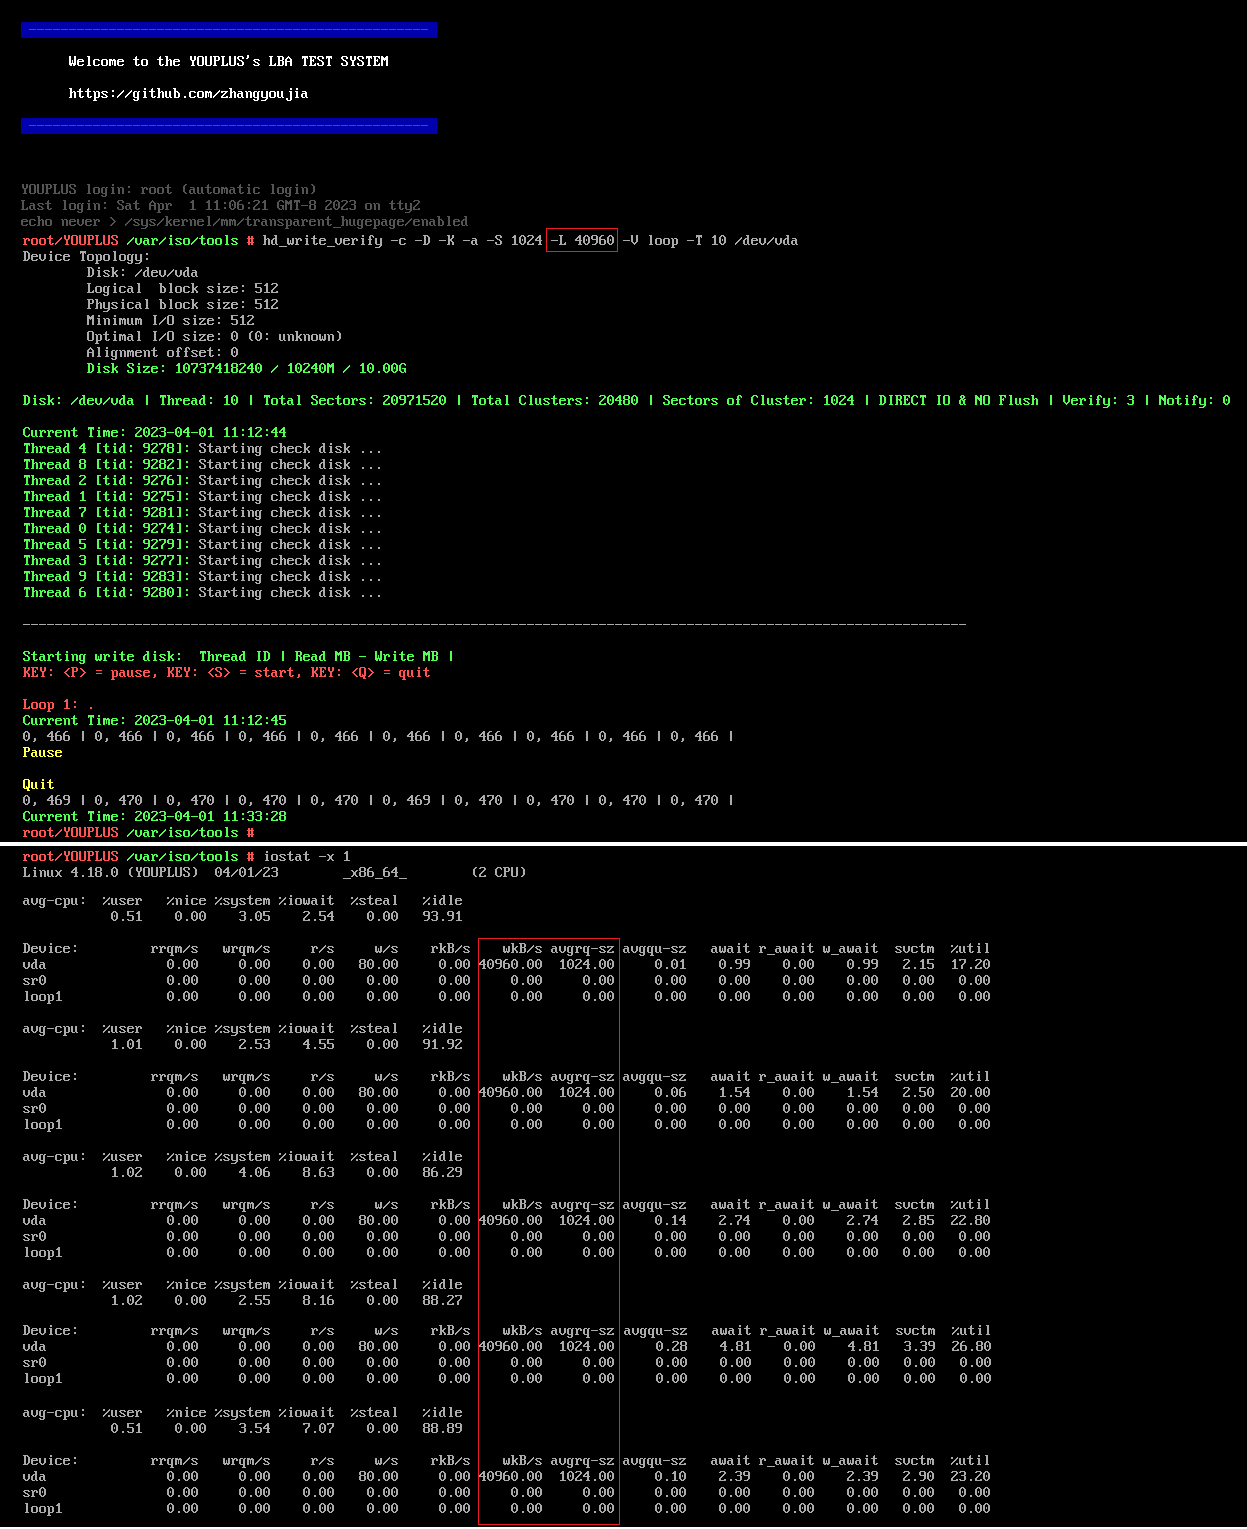 ----------------------------------------------------
Welcome to the YOUPLUS's LBA TEST SYSTEM
https://github.com/zhangyoujia
----------------------------------------------------
YOUPLUS login: root (automatic login)
Last login: Sat Apr  1 11:06:21 GMT-8 2023 on tty2
echo never > /sys/kernel/mm/transparent_hugepage/enabled
root/YOUPLUS /var/iso/tools # hd_write_verify -c -D -K -a -S 1024 -L 40960 -V loop -T 10 /dev/vda
Device Topology:
Disk: /dev/vda
Logical  block size: 512
Physical block size: 512
Minimum I/O size: 512
Optimal I/O size: 0 (0: unknown)
Alignment offset: 0
Disk Size: 10737418240 / 10240M / 10.00G
Disk: /dev/vda | Thread: 10 | Total Sectors: 20971520 | Total Clusters: 20480 | Sectors of Cluster: 1024 | DIRECT IO & NO Flush | Verify: 3 | Notify: 0
Current Time: 2023-04-01 11:12:44
Thread 4 [tid: 9278]: Starting check disk ...
Thread 8 [tid: 9282]: Starting check disk ...
Thread 2 [tid: 9276]: Starting check disk ...
Thread 1 [tid: 9275]: Starting check disk ...
Thread 7 [tid: 9281]: Starting check disk ...
Thread 0 [tid: 9274]: Starting check disk ...
Thread 5 [tid: 9279]: Starting check disk ...
Thread 3 [tid: 9277]: Starting check disk ...
Thread 9 [tid: 9283]: Starting check disk ...
Thread 6 [tid: 9280]: Starting check disk ...
----------------------------------------------------------------------------------------------------------------------
Starting write disk:  Thread ID | Read MB - Write MB |
KEY: <P> = pause, KEY: <S> = start, KEY: <Q> = quit
Loop 1: .
Current Time: 2023-04-01 11:12:45
0, 466 | 0, 466 | 0, 466 | 0, 466 | 0, 466 | 0, 466 | 0, 466 | 0, 466 | 0, 466 | 0, 466 |
Pause
Quit
0, 469 | 0, 470 | 0, 470 | 0, 470 | 0, 470 | 0, 469 | 0, 470 | 0, 470 | 0, 470 | 0, 470 |
Current Time: 2023-04-01 11:33:28
root/YOUPLUS /var/iso/tools #
root/YOUPLUS /var/iso/tools # iostat -x 1
Linux 4.18.0 (YOUPLUS)  04/01/23        _x86_64_        (2 CPU)
avg-cpu:  %user   %nice %system %iowait  %steal   %idle
0.51    0.00    3.05    2.54    0.00   93.91
Device:         rrqm/s   wrqm/s     r/s     w/s    rkB/s    wkB/s avgrq-sz avgqu-sz   await r_await w_await  svctm  %util
vda               0.00     0.00    0.00   80.00     0.00 40960.00  1024.00     0.01    0.99    0.00    0.99   2.15  17.20
sr0               0.00     0.00    0.00    0.00     0.00     0.00     0.00     0.00    0.00    0.00    0.00   0.00   0.00
loop1             0.00     0.00    0.00    0.00     0.00     0.00     0.00     0.00    0.00    0.00    0.00   0.00   0.00
avg-cpu:  %user   %nice %system %iowait  %steal   %idle
1.01    0.00    2.53    4.55    0.00   91.92
Device:         rrqm/s   wrqm/s     r/s     w/s    rkB/s    wkB/s avgrq-sz avgqu-sz   await r_await w_await  svctm  %util
vda               0.00     0.00    0.00   80.00     0.00 40960.00  1024.00     0.06    1.54    0.00    1.54   2.50  20.00
sr0               0.00     0.00    0.00    0.00     0.00     0.00     0.00     0.00    0.00    0.00    0.00   0.00   0.00
loop1             0.00     0.00    0.00    0.00     0.00     0.00     0.00     0.00    0.00    0.00    0.00   0.00   0.00
avg-cpu:  %user   %nice %system %iowait  %steal   %idle
1.02    0.00    4.06    8.63    0.00   86.29
Device:         rrqm/s   wrqm/s     r/s     w/s    rkB/s    wkB/s avgrq-sz avgqu-sz   await r_await w_await  svctm  %util
vda               0.00     0.00    0.00   80.00     0.00 40960.00  1024.00     0.14    2.74    0.00    2.74   2.85  22.80
sr0               0.00     0.00    0.00    0.00     0.00     0.00     0.00     0.00    0.00    0.00    0.00   0.00   0.00
loop1             0.00     0.00    0.00    0.00     0.00     0.00     0.00     0.00    0.00    0.00    0.00   0.00   0.00
avg-cpu:  %user   %nice %system %iowait  %steal   %idle
1.02    0.00    2.55    8.16    0.00   88.27
Device:         rrqm/s   wrqm/s     r/s     w/s    rkB/s    wkB/s avgrq-sz avgqu-sz   await r_await w_await  svctm  %util
vda               0.00     0.00    0.00   80.00     0.00 40960.00  1024.00     0.28    4.81    0.00    4.81   3.39  26.80
sr0               0.00     0.00    0.00    0.00     0.00     0.00     0.00     0.00    0.00    0.00    0.00   0.00   0.00
loop1             0.00     0.00    0.00    0.00     0.00     0.00     0.00     0.00    0.00    0.00    0.00   0.00   0.00
avg-cpu:  %user   %nice %system %iowait  %steal   %idle
0.51    0.00    3.54    7.07    0.00   88.89
Device:         rrqm/s   wrqm/s     r/s     w/s    rkB/s    wkB/s avgrq-sz avgqu-sz   await r_await w_await  svctm  %util
vda               0.00     0.00    0.00   80.00     0.00 40960.00  1024.00     0.10    2.39    0.00    2.39   2.90  23.20
sr0               0.00     0.00    0.00    0.00     0.00     0.00     0.00     0.00    0.00    0.00    0.00   0.00   0.00
loop1             0.00     0.00    0.00    0.00     0.00     0.00     0.00     0.00    0.00    0.00    0.00   0.00   0.00